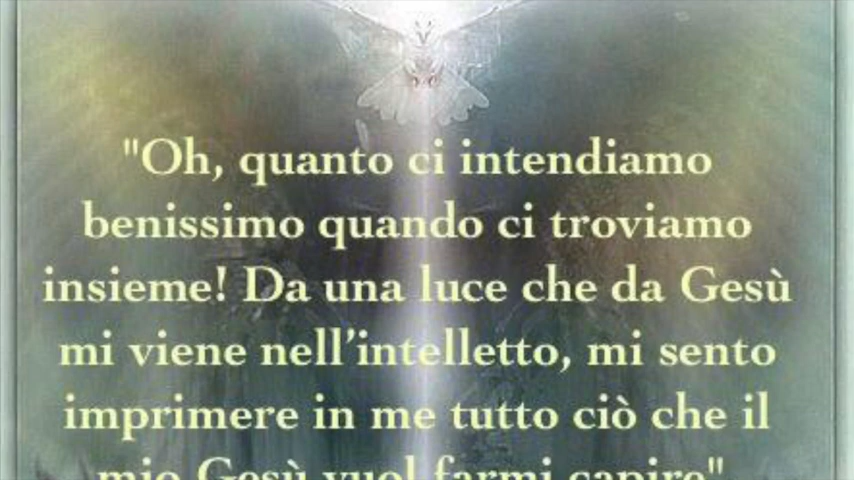 "Oh, quanto ci intendiamo
benissimo quando ci troviamo
insieme! Da una luce che da Gesù
mi viene nell’intelletto, mi sento
imprimere in me tutto ciò che il
mio Gesù vuol farmi capire"